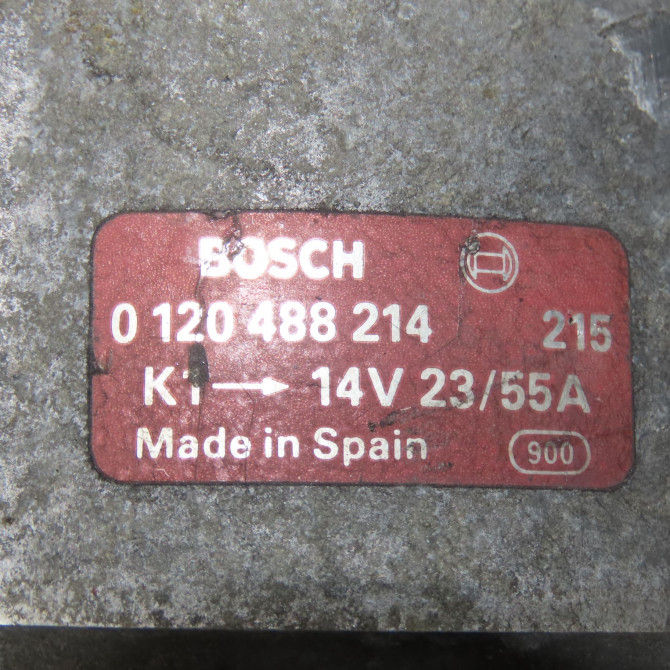 BOSCH
0 120 488 214 215
K1→ 14V 23/55A
Made in Spain 900